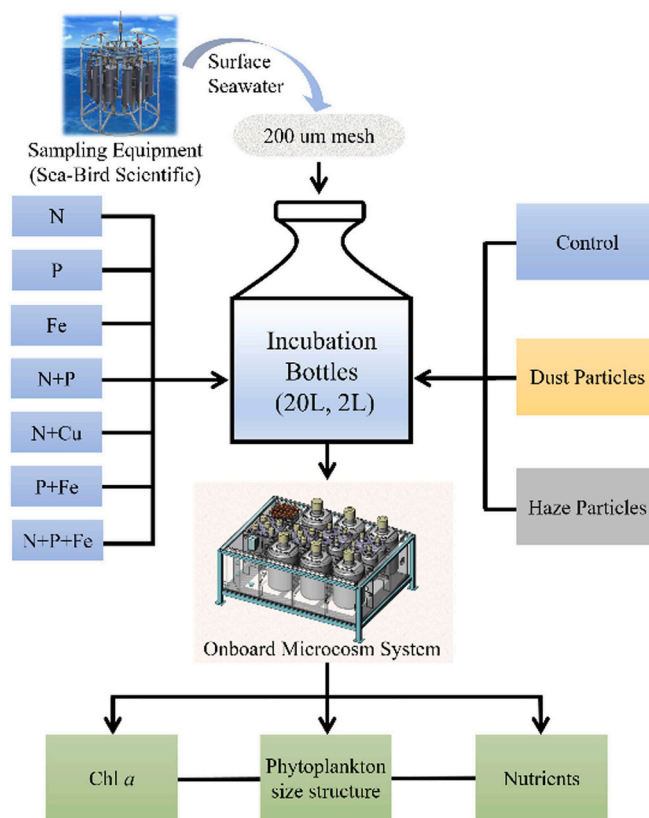 Surface
Seawater
200 um mesh
Sampling Equipment
(Sea-Bird Scientific)
N
P
Fe
N+P
N+Cu
P+Fe
N+P+Fe
Incubation
Bottles
(20L, 2L)
Control
Dust Particles
Haze Particles
Onboard Microcosm System
Chl a
Phytoplankton
size structure
Nutrients